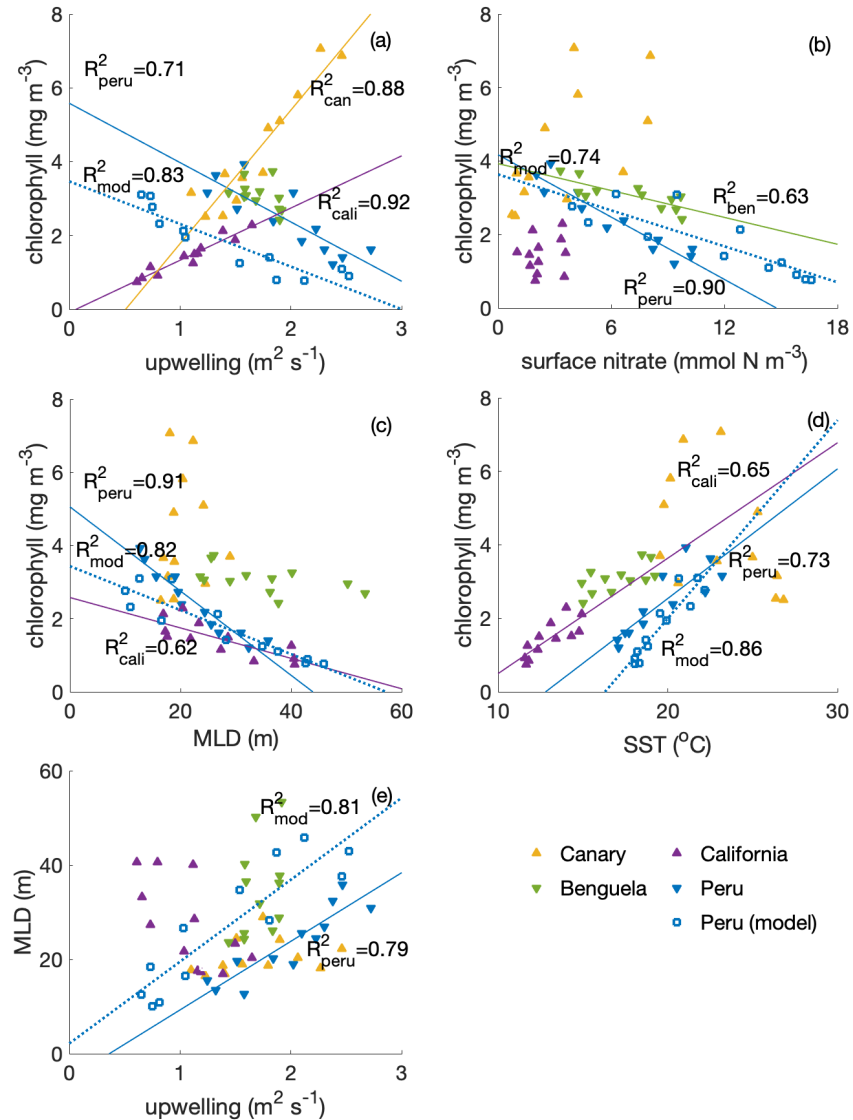 8
6
4
2
0
0 1 2 3
chlorophyll (mg m⁻³)
upwelling (m² s⁻¹)
(a)
R²peru=0.71
R²can=0.88
R²mod=0.83
R²cali=0.92
8
6
4
2
0
0 6 12 18
chlorophyll (mg m⁻³)
surface nitrate (mmol N m⁻³)
(b)
R²mod=0.74
R²ben=0.63
R²peru=0.90
8
6
4
2
0
0 20 40 60
chlorophyll (mg m⁻³)
MLD (m)
(c)
R²peru=0.91
R²mod=0.82
R²cali=0.62
8
6
4
2
0
10 20 30
chlorophyll (mg m⁻³)
SST (°C)
(d)
R²cali=0.65
R²peru=0.73
R²mod=0.86
60
40
20
0
0 1 2 3
MLD (m)
upwelling (m² s⁻¹)
(e)
R²mod=0.81
R²peru=0.79
Canary
Benguela
California
Peru
Peru (model)